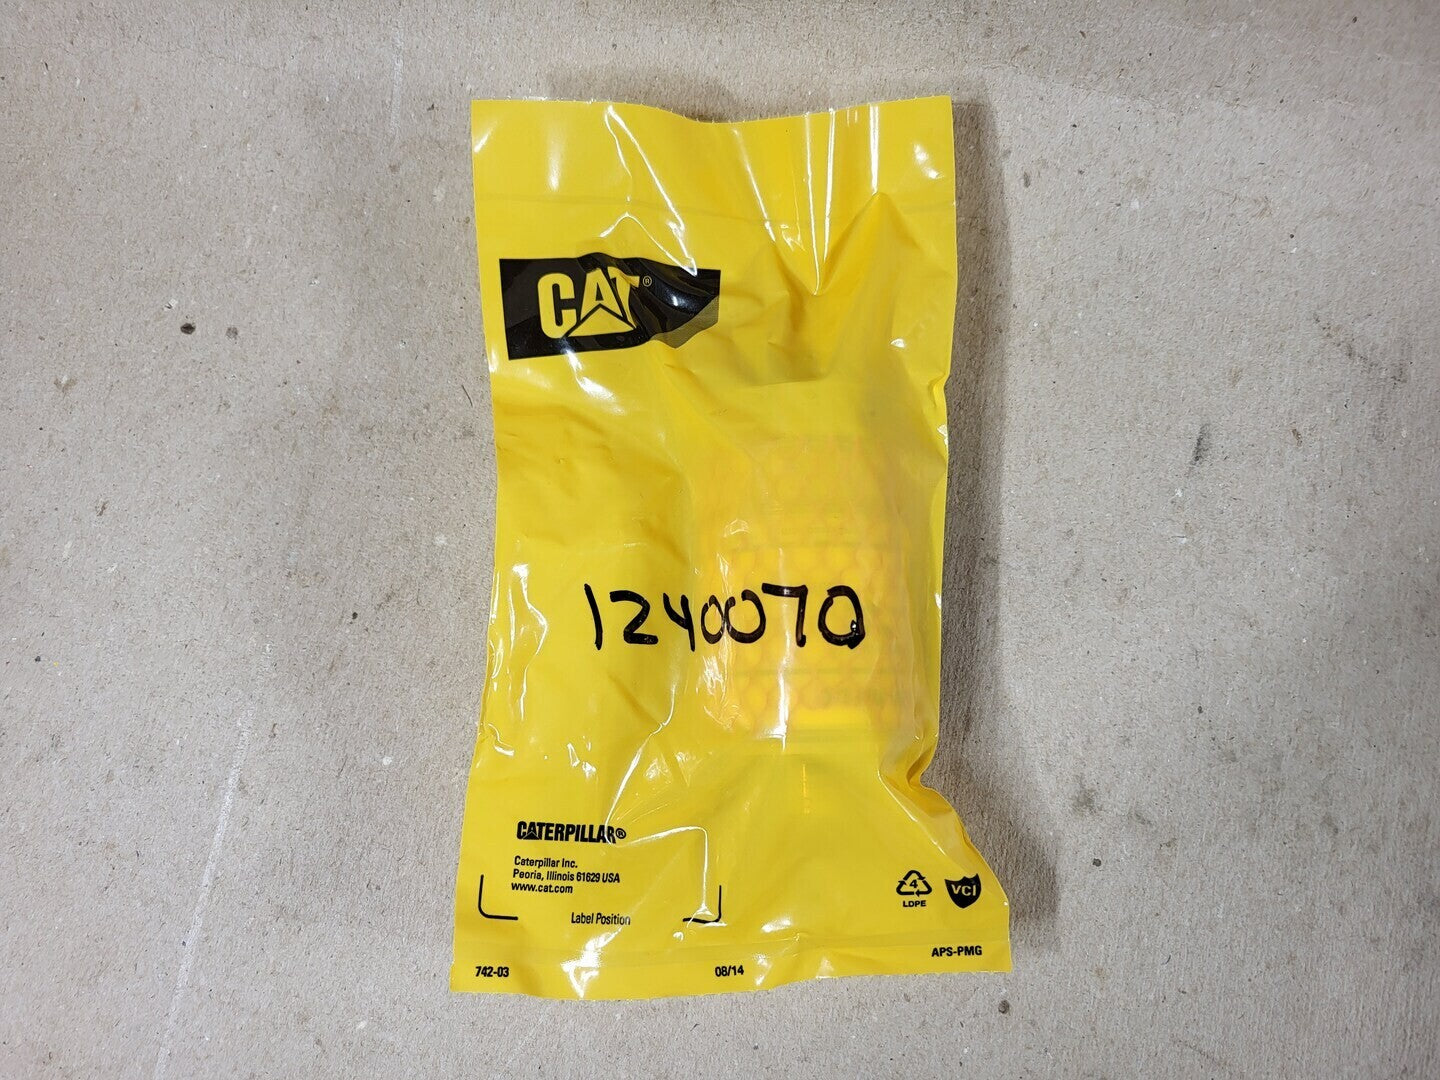 CAT®
1240070
CATERPILLAR®
Caterpillar Inc.
Peoria, Illinois 61629 USA
www.cat.com
Label Position
4
LDPE
VCI
APS-PMG
742-03
08/14